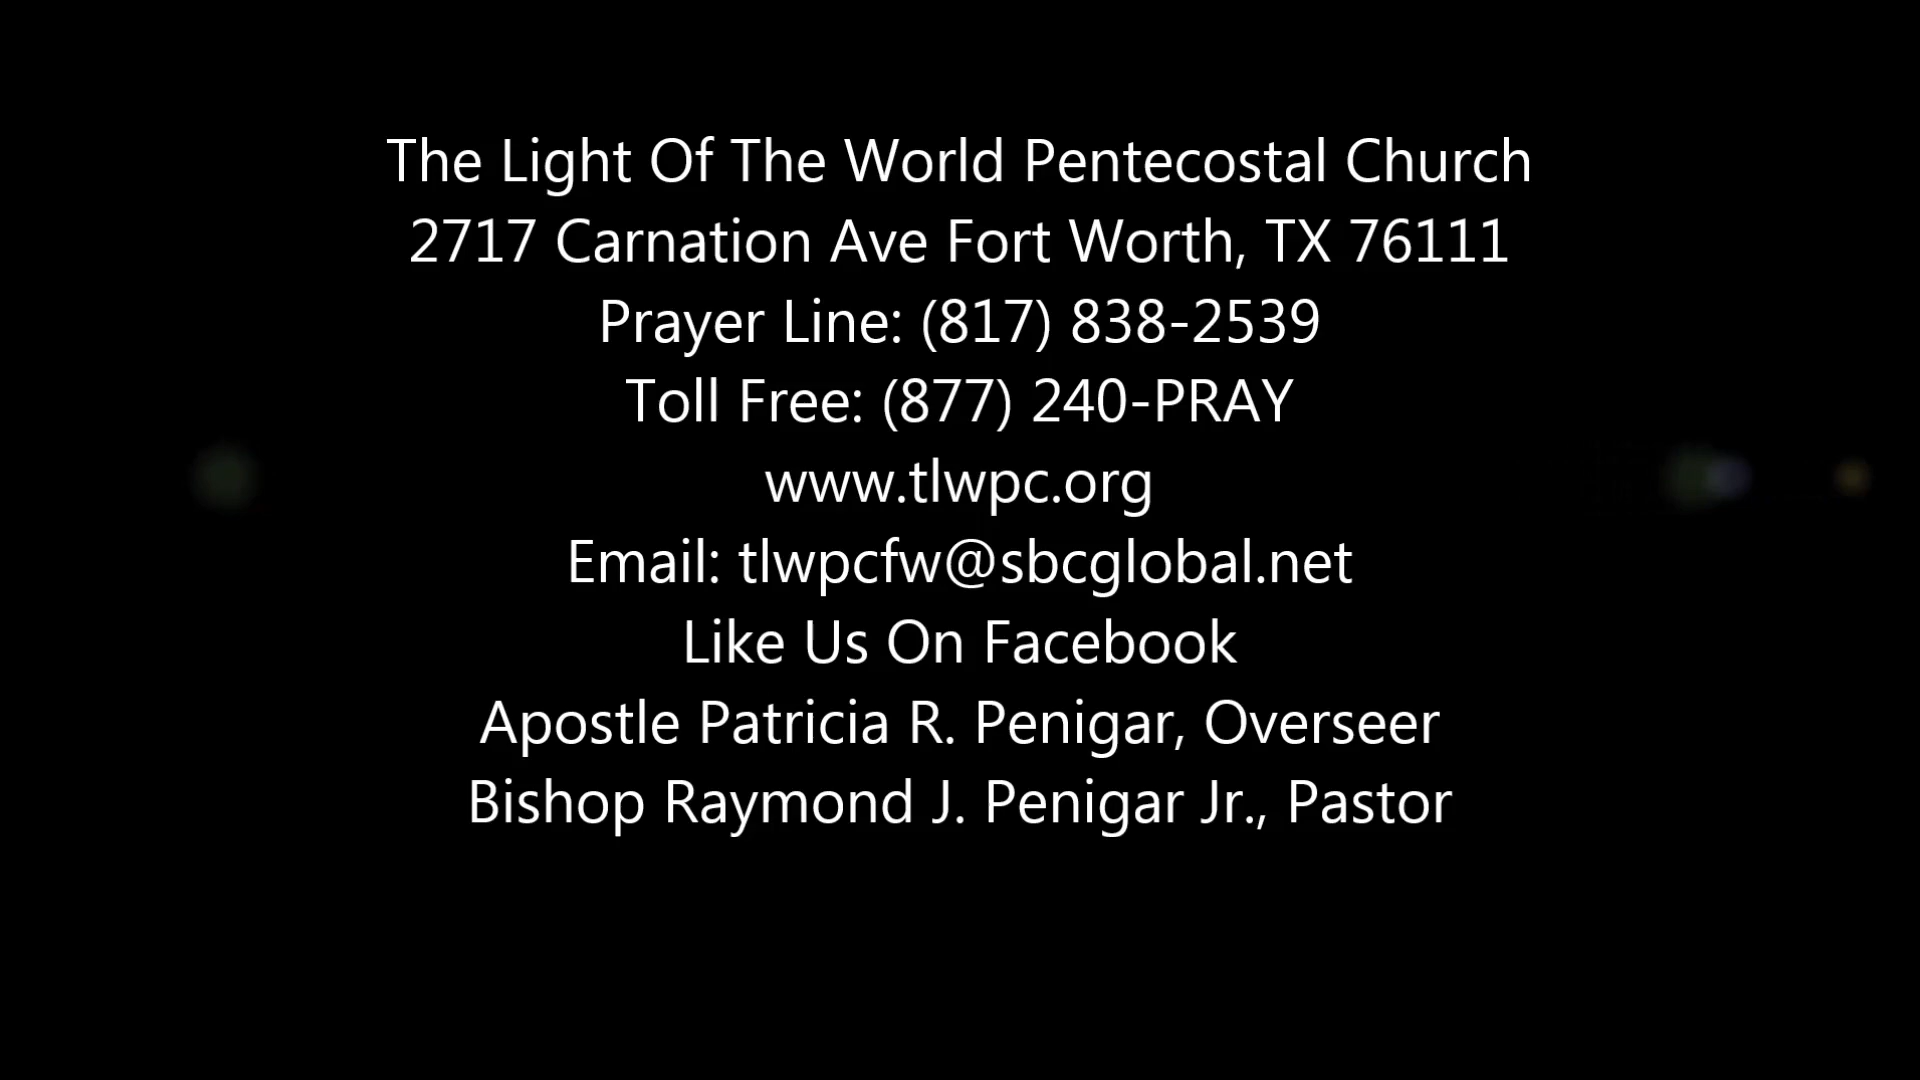 The Light Of The World Pentecostal Church
2717 Carnation Ave Fort Worth, TX 76111
Prayer Line: (817) 838-2539
Toll Free: (877) 240-PRAY
www.tlwpc.org
Email: tlwpcfw@sbcglobal.net
Like Us On Facebook
Apostle Patricia R. Penigar, Overseer
Bishop Raymond J. Penigar Jr., Pastor